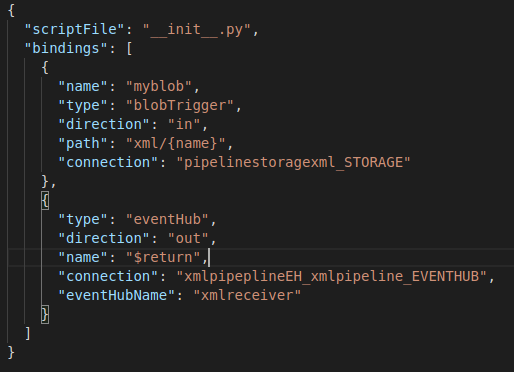 {
  "scriptFile": "__init__.py",
  "bindings": [
    {
      "name": "myblob",
      "type": "blobTrigger",
      "direction": "in",
      "path": "xml/{name}",
      "connection": "pipelinestoragexml_STORAGE"
    },
    {
      "type": "eventHub",
      "direction": "out",
      "name": "$return",
      "connection": "xmlpipeplineEH_xmlpipeline_EVENTHUB",
      "eventHubName": "xmlreceiver"
    }
  ]
}